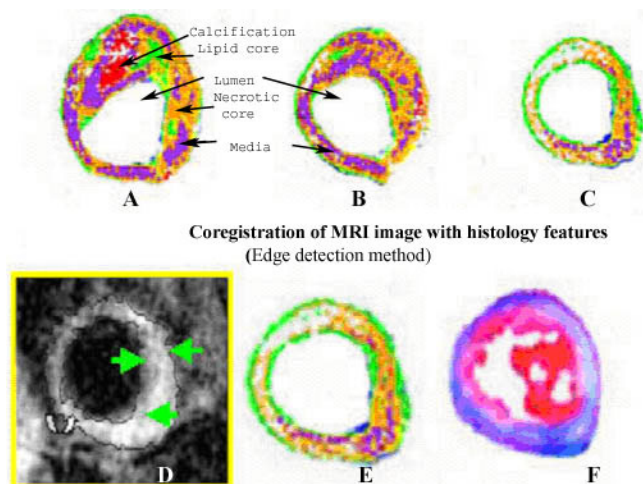 Calcification
Lipid core
Lumen
Necrotic
core
Media
A
B
C
Coregistration of MRI image with histology features
(Edge detection method)
D
E
F